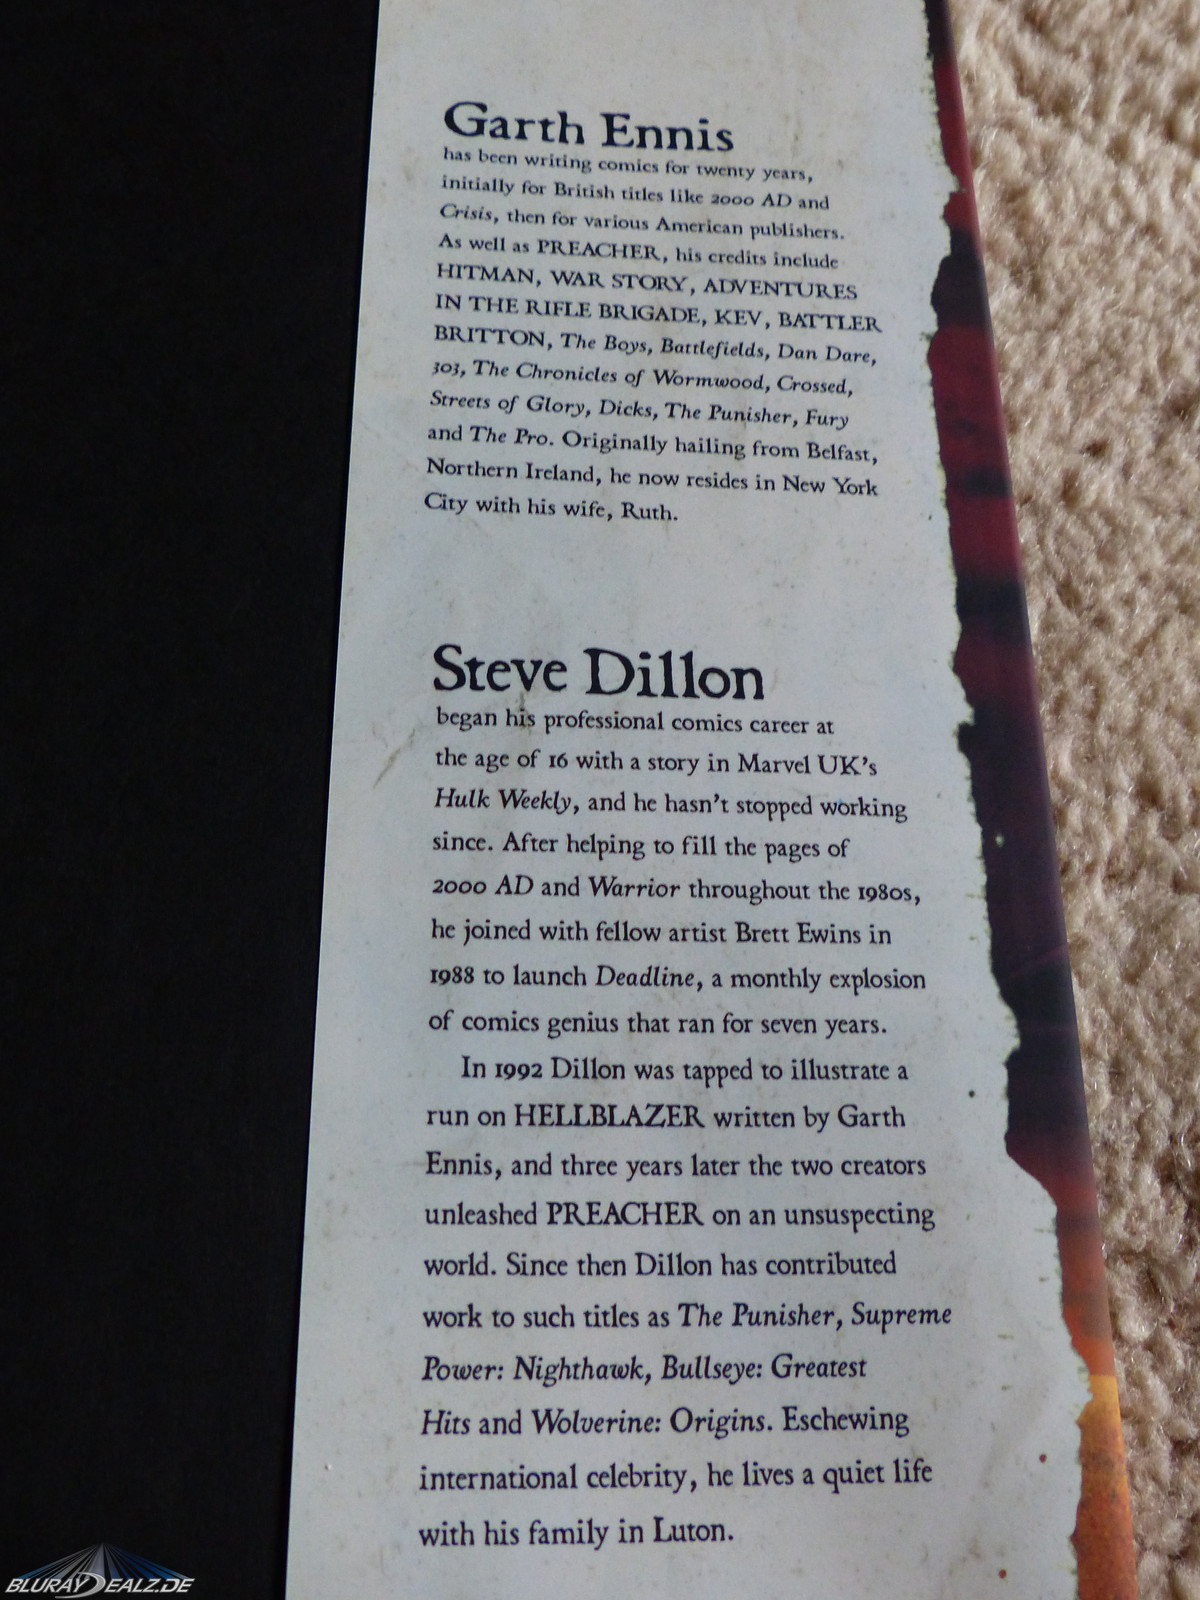 Garth Ennis
has been writing comics for twenty years,
initially for British titles like 2000 AD and
Crisis, then for various American publishers.
As well as PREACHER, his credits include
HITMAN, WAR STORY, ADVENTURES
IN THE RIFLE BRIGADE, KEV, BATTLER
BRITTON, The Boys, Battlefields, Dan Dare,
303, The Chronicles of Wormwood, Crossed,
Streets of Glory, Dicks, The Punisher, Fury
and The Pro. Originally hailing from Belfast,
Northern Ireland, he now resides in New York
City with his wife, Ruth.
Steve Dillon
began his professional comics career at
the age of 16 with a story in Marvel UK's
Hulk Weekly, and he hasn't stopped working
since. After helping to fill the pages of
2000 AD and Warrior throughout the 1980s,
he joined with fellow artist Brett Ewins in
1988 to launch Deadline, a monthly explosion
of comics genius that ran for seven years.
In 1992 Dillon was tapped to illustrate a
run on HELLBLAZER written by Garth
Ennis, and three years later the two creators
unleashed PREACHER on an unsuspecting
world. Since then Dillon has contributed
work to such titles as The Punisher, Supreme
Power: Nighthawk, Bullseye: Greatest
Hits and Wolverine: Origins. Eschewing
international celebrity, he lives a quiet life
with his family in Luton.
BLURAYDEALZ.DE